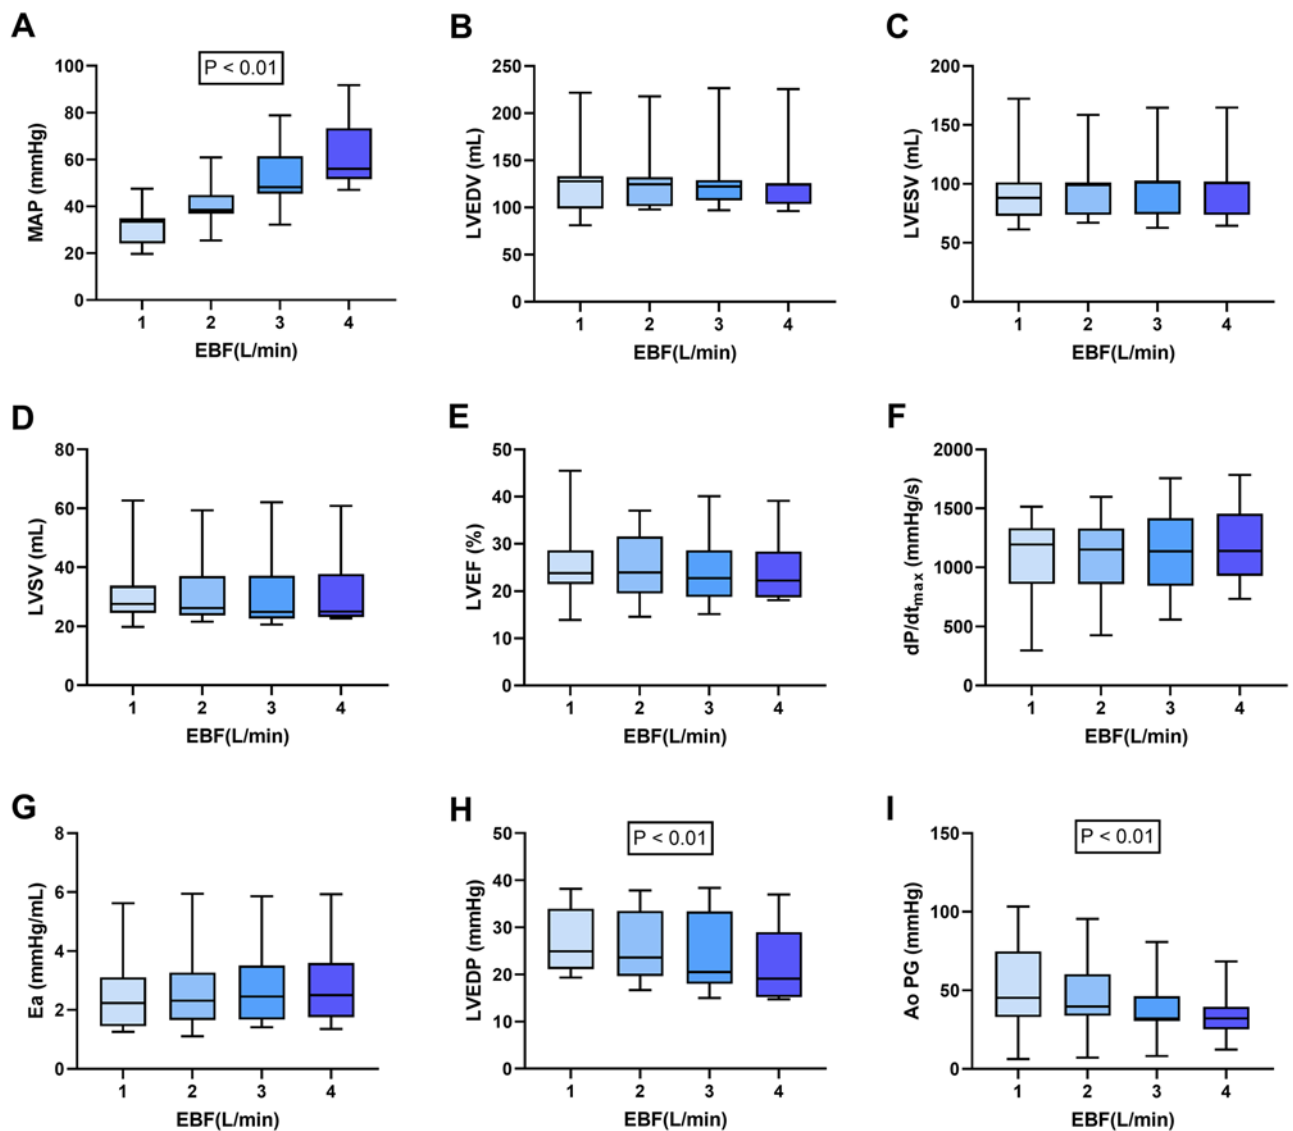 A
P < 0.01
MAP (mmHg)
100
80
60
40
20
0
1 2 3 4
EBF(L/min)
B
LVEDV (mL)
250
200
150
100
50
0
1 2 3 4
EBF(L/min)
C
LVESV (mL)
200
150
100
50
0
1 2 3 4
EBF(L/min)
D
LVSV (mL)
80
60
40
20
0
1 2 3 4
EBF(L/min)
E
LVEF (%)
50
40
30
20
10
0
1 2 3 4
EBF(L/min)
F
dP/dtmax (mmHg/s)
2000
1500
1000
500
0
1 2 3 4
EBF(L/min)
G
Ea (mmHg/mL)
8
6
4
2
0
1 2 3 4
EBF(L/min)
H
P < 0.01
LVEDP (mmHg)
50
40
30
20
10
0
1 2 3 4
EBF(L/min)
I
P < 0.01
Ao PG (mmHg)
150
100
50
0
1 2 3 4
EBF(L/min)